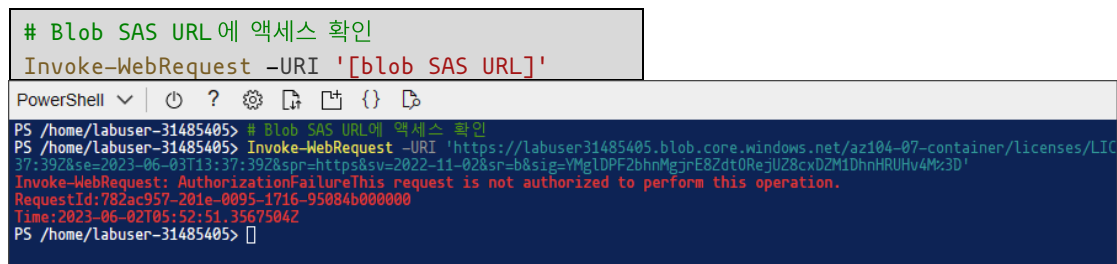 # Blob SAS URL에 액세스 확인
Invoke-WebRequest –URI '[blob SAS URL]'
PowerShell
PS /home/labuser-31485405> # Blob SAS URL에 액세스 확인
PS /home/labuser-31485405> Invoke-WebRequest –URI 'https://labuser31485405.blob.core.windows.net/az104-07-container/licenses/LIC
37:39Z&se=2023-06-03T13:37:39Z&spr=https&sv=2022-11-02&sr=b&sig=YMglDPF2bhnMgjrE8ZdtORejUZ8cxDZM1DhnHRUHv4M%3D'
Invoke-WebRequest: AuthorizationFailureThis request is not authorized to perform this operation.
RequestId:782ac957-201e-0095-1716-95084b000000
Time:2023-06-02T05:52:51.3567504Z
PS /home/labuser-31485405>